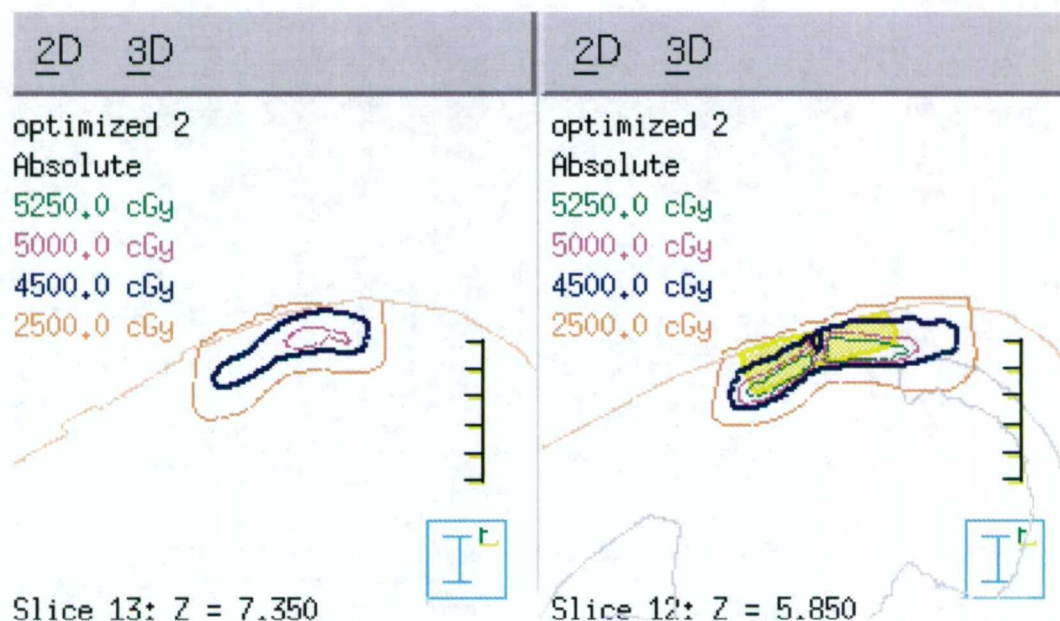 2D 3D
optimized 2
Absolute
5250.0 cGy
5000.0 cGy
4500.0 cGy
2500.0 cGy
Slice 13: Z = 7.350
2D 3D
optimized 2
Absolute
5250.0 cGy
5000.0 cGy
4500.0 cGy
2500.0 cGy
Slice 12: Z = 5.850